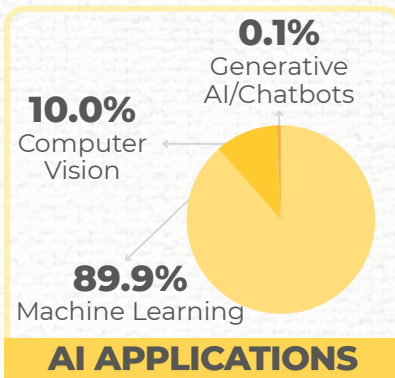 0.1%
Generative
AI/Chatbots
10.0%
Computer
Vision
89.9%
Machine Learning
AI APPLICATIONS